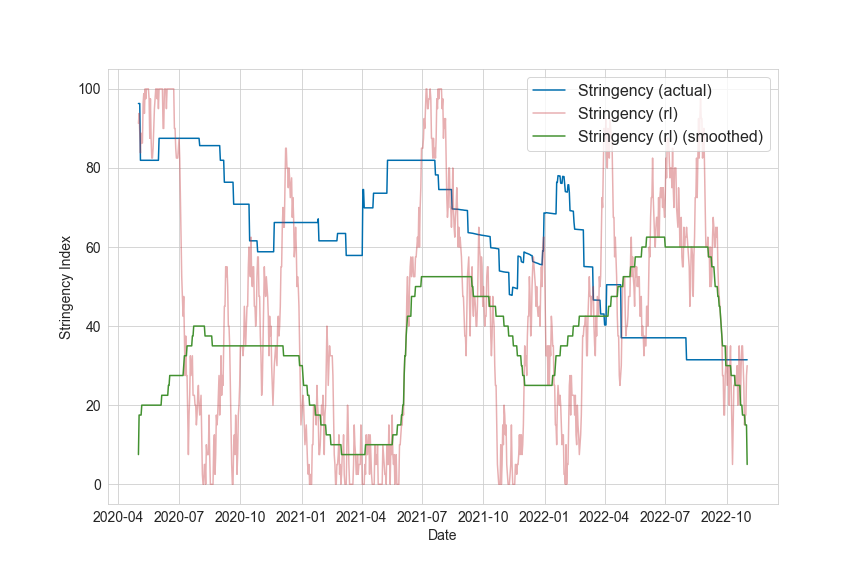 Stringency (actual)
Stringency (rl)
Stringency (rl) (smoothed)
Stringency Index
100
80
60
40
20
0
2020-04 2020-07 2020-10 2021-01 2021-04 2021-07 2021-10 2022-01 2022-04 2022-07 2022-10
Date